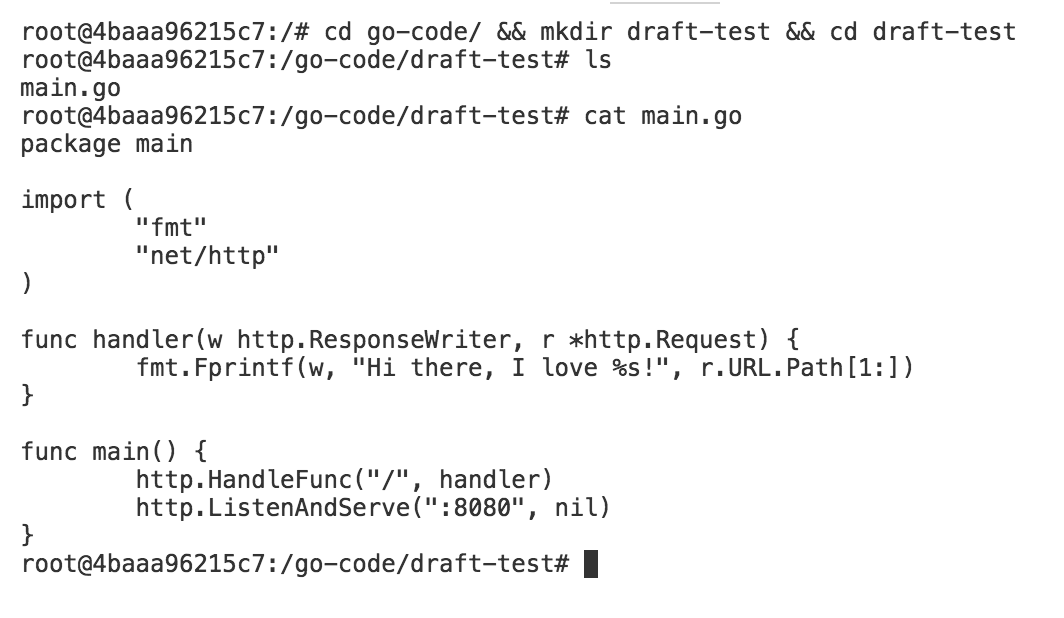 root@4baaa96215c7:/# cd go-code/ && mkdir draft-test && cd draft-test
root@4baaa96215c7:/go-code/draft-test# ls
main.go
root@4baaa96215c7:/go-code/draft-test# cat main.go
package main

import (
        "fmt"
        "net/http"
)

func handler(w http.ResponseWriter, r *http.Request) {
        fmt.Fprintf(w, "Hi there, I love %s!", r.URL.Path[1:])
}

func main() {
        http.HandleFunc("/", handler)
        http.ListenAndServe(":8080", nil)
}
root@4baaa96215c7:/go-code/draft-test#